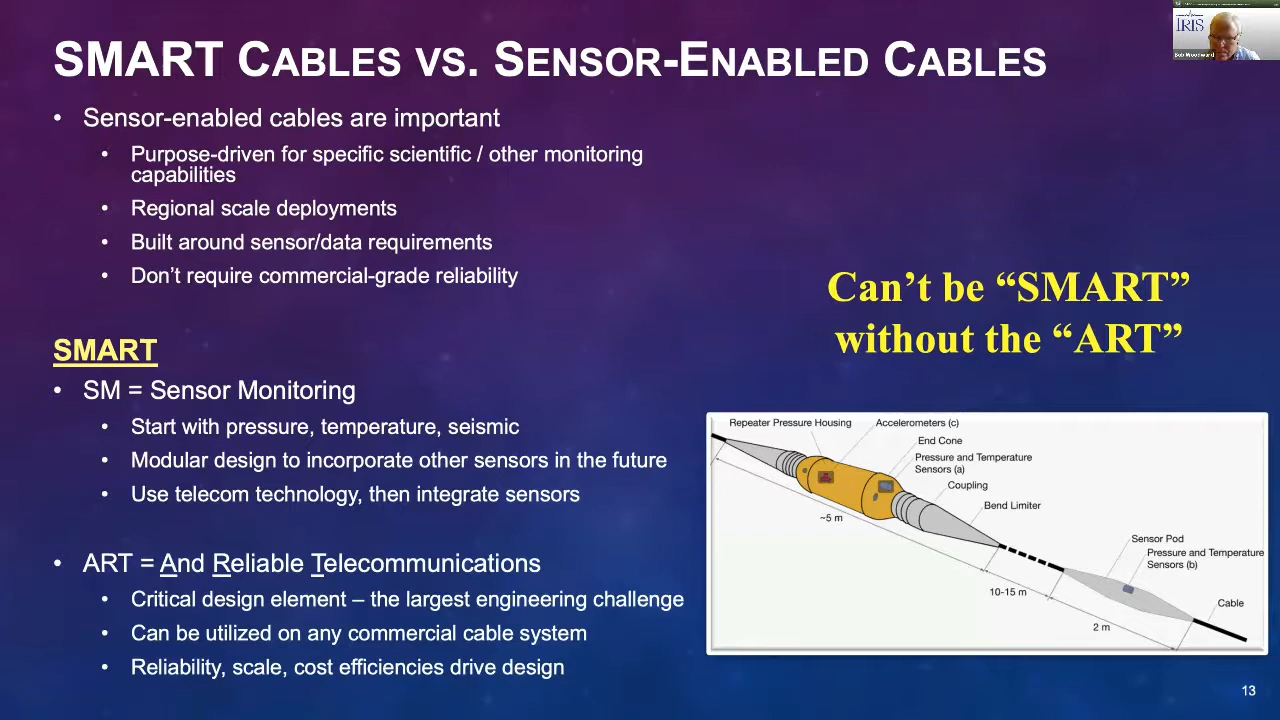 SMART CABLES VS. SENSOR-ENABLED CABLES
• Sensor-enabled cables are important
• Purpose-driven for specific scientific / other monitoring
capabilities
• Regional scale deployments
• Built around sensor/data requirements
• Don’t require commercial-grade reliability
SMART
• SM = Sensor Monitoring
• Start with pressure, temperature, seismic
• Modular design to incorporate other sensors in the future
• Use telecom technology, then integrate sensors
• ART = And Reliable Telecommunications
• Critical design element – the largest engineering challenge
• Can be utilized on any commercial cable system
• Reliability, scale, cost efficiencies drive design
Can’t be “SMART”
without the “ART”
Repeater Pressure Housing
Accelerometers (c)
End Cone
Pressure and Temperature
Sensors (a)
Coupling
Bend Limiter
~5 m
Sensor Pod
Pressure and Temperature
Sensors (b)
10-15 m
Cable
2 m
13
IRIS
Bob Woodward